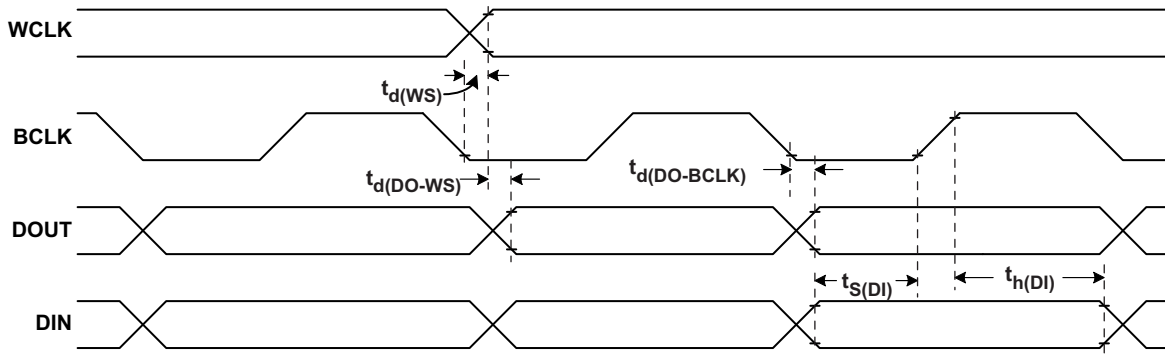 WCLK
t_d(WS)
BCLK
t_d(DO-WS)
t_d(DO-BCLK)
DOUT
t_S(DI)
t_h(DI)
DIN